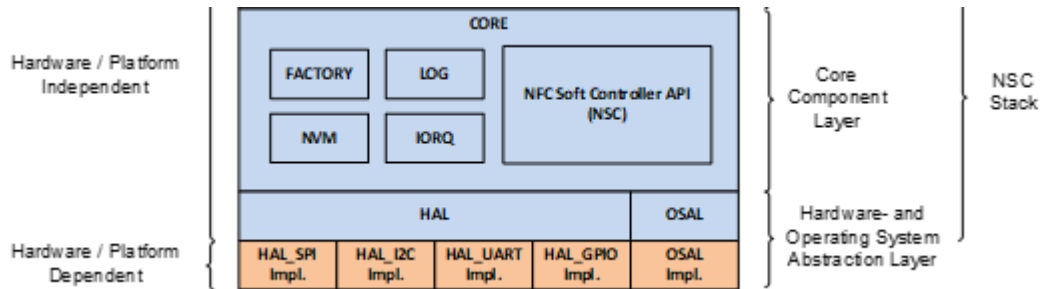 CORE
Hardware / Platform
Independent
FACTORY
LOG
NFC Soft Controller API
(NSC)
NVM
IORQ
Core
Component
Layer
NSC
Stack
HAL
OSAL
Hardware- and
Operating System
Abstraction Layer
Hardware / Platform
Dependent
HAL_SPI
Impl.
HAL_I2C
Impl.
HAL_UART
Impl.
HAL_GPIO
Impl.
OSAL
Impl.